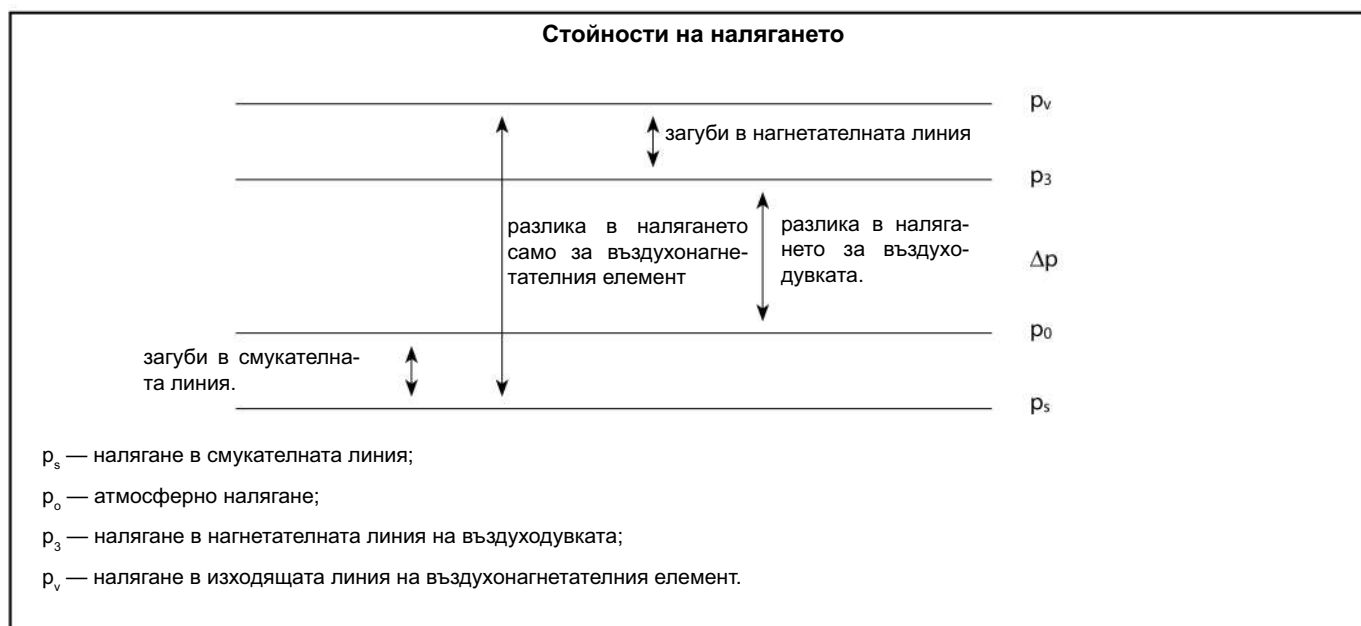 Стойности на налягането
pv
загуби в нагнетателната линия
p3
разлика в налягането
само за въздухонагне-
тателния елемент
разлика в наляга-
нето за въздухо-
дувката.
Δp
p0
загуби в смукателна-
та линия.
ps
ps — налягане в смукателната линия;
po — атмосферно налягане;
p3 — налягане в нагнетателната линия на въздуходувката;
pv — налягане в изходящата линия на въздухонагнетателния елемент.